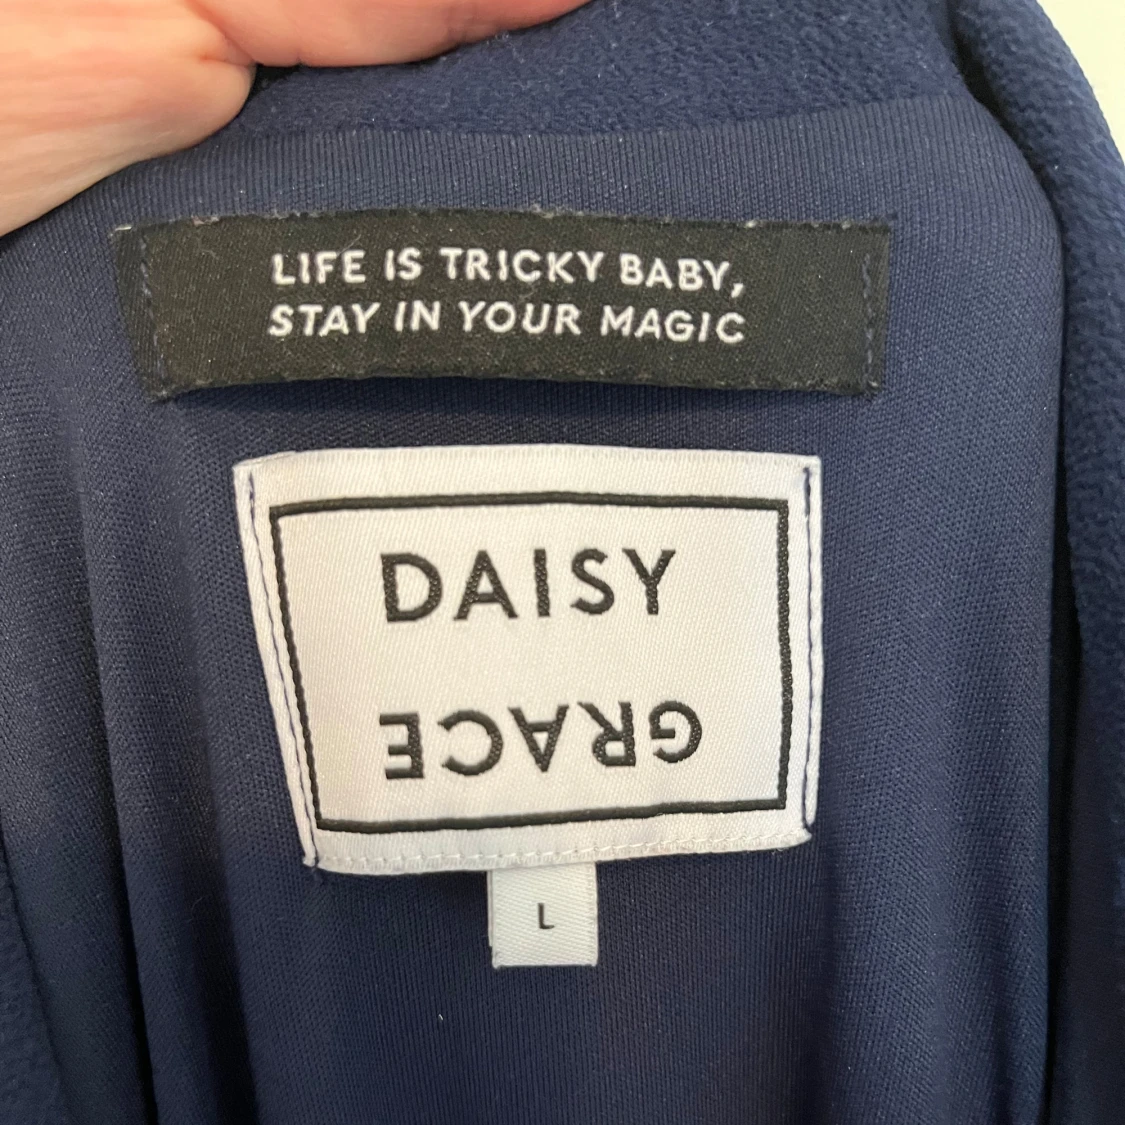 LIFE IS TRICKY BABY,
STAY IN YOUR MAGIC
DAISY
GRACE
L